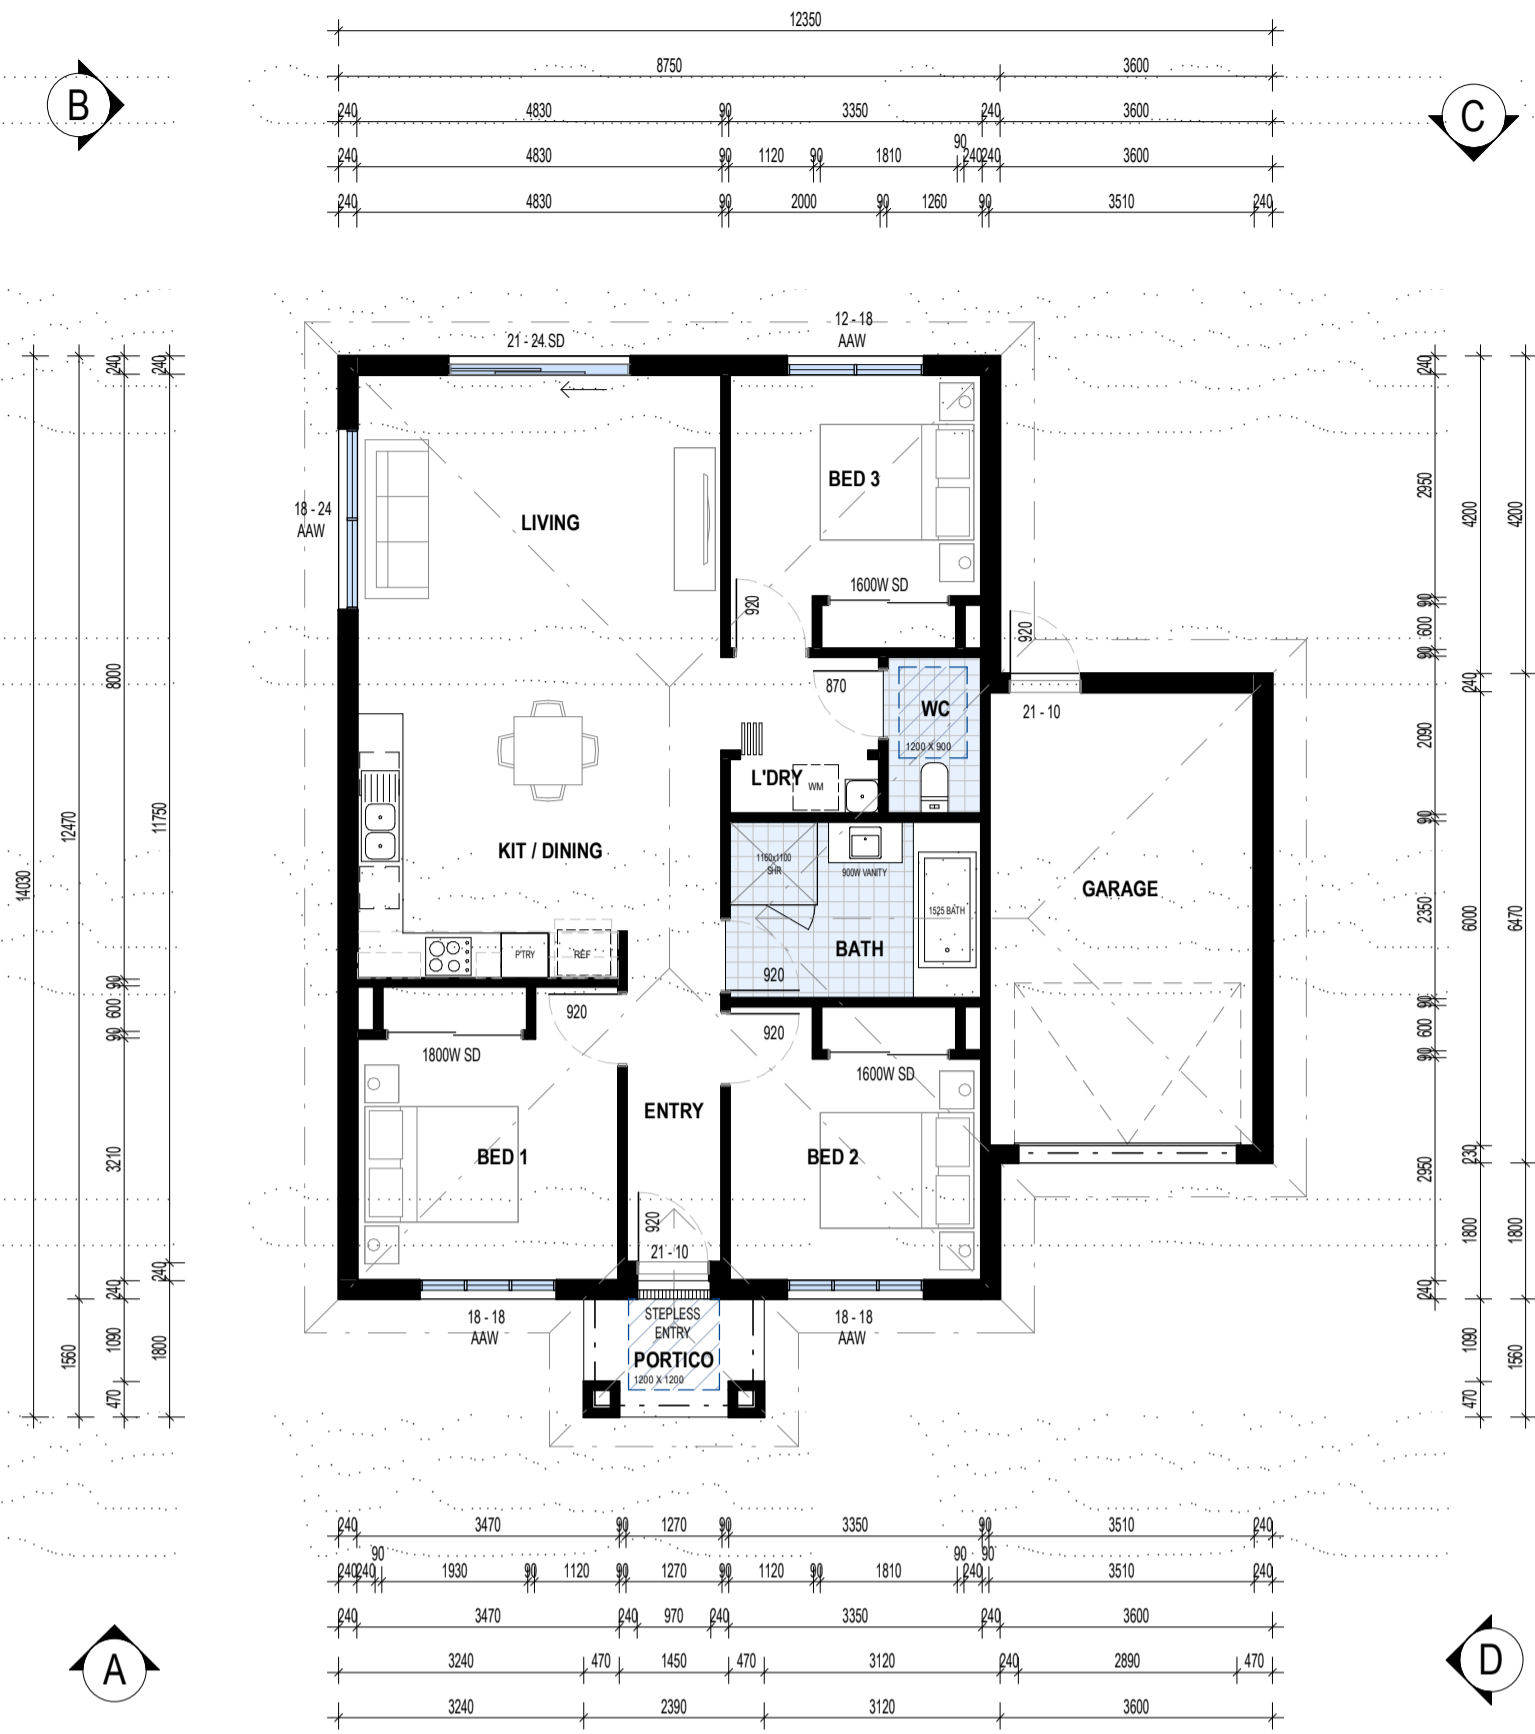 12350
8750 3600
240 4830 90 3350 240 3600
240 4830 90 1120 90 1810 90 240 240 3600
240 4830 90 2000 90 1260 90 3510 240
B
C
21 - 24 SD
12 - 18
AAW
18 - 24
AAW
LIVING
BED 3
1600W SD
920
920
870
WC
1200 X 900
21 - 10
L'DRY
WM
KIT / DINING
1160x1100
SHR
900W VANITY
1525 BATH
GARAGE
BATH
P'TRY
REF
920
920
920
1800W SD
1600W SD
ENTRY
BED 1
BED 2
920
21 - 10
18 - 18
AAW
STEPLESS
ENTRY
PORTICO
1200 X 1200
18 - 18
AAW
14030
12470 1560
240 8000 90 600 90 3210 240 1090 470
240 11750 240 1800
240 2950 90 600 90 2090 90 2350 90 600 90 2950 240
4200 240 6000 230 1800 1090 470
4200 6470 1800 1560
240 3470 90 1270 90 3350 90 3510 240
240 240 90 1930 90 1120 90 1270 90 1120 90 1810 90 240 90 3510 240
240 3470 240 970 240 3350 240 3600
3240 470 1450 470 3120 240 2890 470
3240 2390 3120 3600
A
D